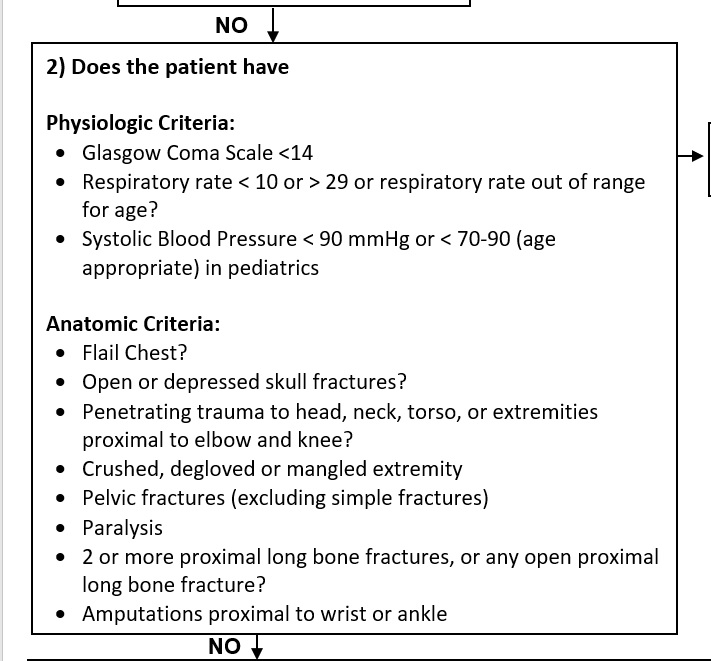 NO
2) Does the patient have
Physiologic Criteria:
• Glasgow Coma Scale <14
• Respiratory rate < 10 or > 29 or respiratory rate out of range
for age?
• Systolic Blood Pressure < 90 mmHg or < 70-90 (age
appropriate) in pediatrics
Anatomic Criteria:
• Flail Chest?
• Open or depressed skull fractures?
• Penetrating trauma to head, neck, torso, or extremities
proximal to elbow and knee?
• Crushed, degloved or mangled extremity
• Pelvic fractures (excluding simple fractures)
• Paralysis
• 2 or more proximal long bone fractures, or any open proximal
long bone fracture?
• Amputations proximal to wrist or ankle
NO